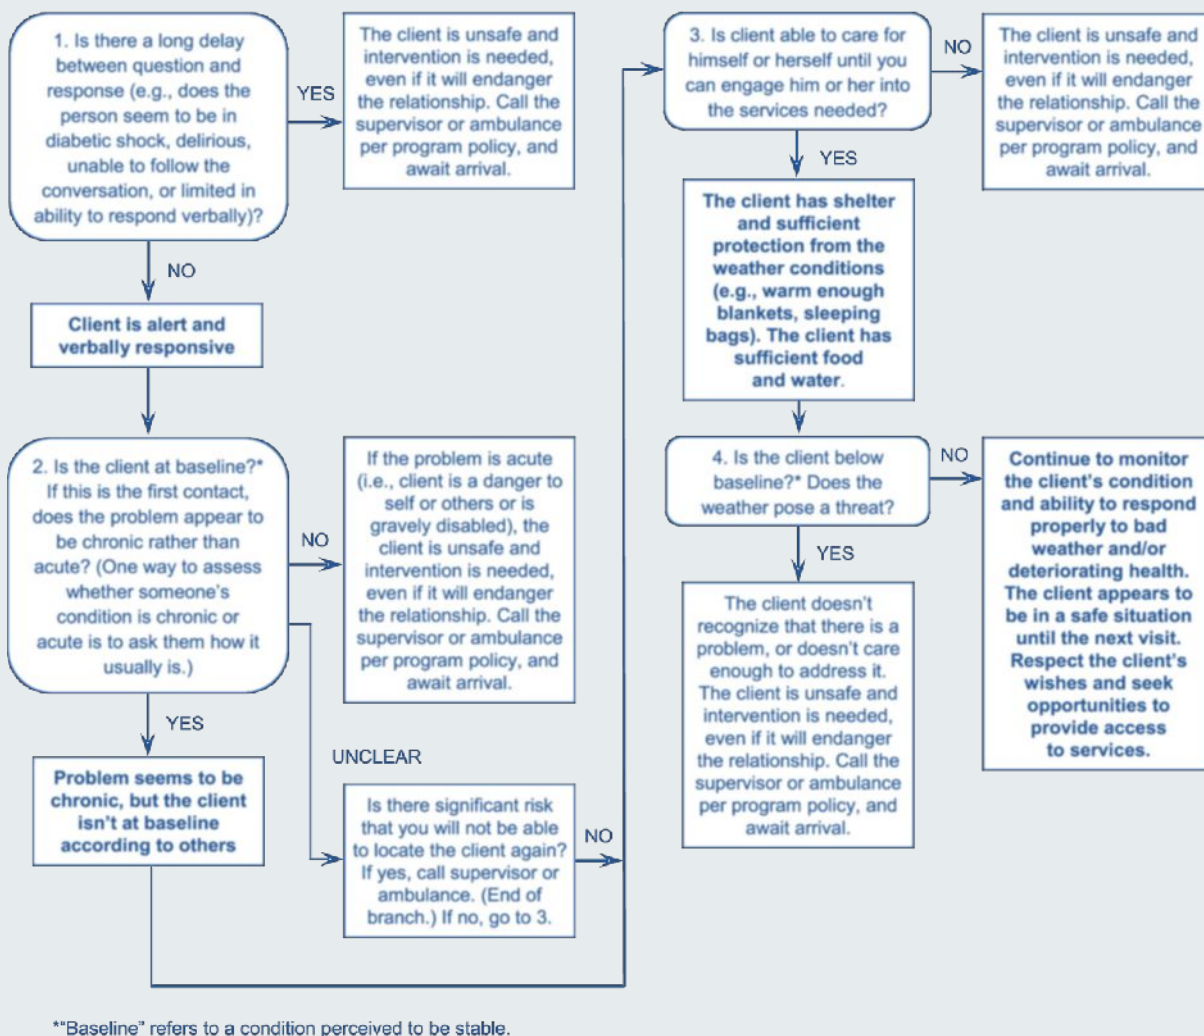 1. Is there a long delay
between question and
response (e.g., does the
person seem to be in
diabetic shock, delirious,
unable to follow the
conversation, or limited in
ability to respond verbally)?
YES
The client is unsafe and
intervention is needed,
even if it will endanger
the relationship. Call the
supervisor or ambulance
per program policy, and
await arrival.
NO
Client is alert and
verbally responsive
2. Is the client at baseline?*
If this is the first contact,
does the problem appear to
be chronic rather than
acute? (One way to assess
whether someone's
condition is chronic or
acute is to ask them how it
usually is.)
NO
If the problem is acute
(i.e., client is a danger to
self or others or is
gravely disabled), the
client is unsafe and
intervention is needed,
even if it will endanger
the relationship. Call the
supervisor or ambulance
per program policy, and
await arrival.
YES
Problem seems to be
chronic, but the client
isn't at baseline
according to others
UNCLEAR
Is there significant risk
that you will not be able
to locate the client again?
If yes, call supervisor or
ambulance. (End of
branch.) If no, go to 3.
NO
3. Is client able to care for
himself or herself until you
can engage him or her into
the services needed?
NO
The client is unsafe and
intervention is needed,
even if it will endanger
the relationship. Call the
supervisor or ambulance
per program policy, and
await arrival.
YES
The client has shelter
and sufficient
protection from the
weather conditions
(e.g., warm enough
blankets, sleeping
bags). The client has
sufficient food
and water.
4. Is the client below
baseline?* Does the
weather pose a threat?
NO
Continue to monitor
the client's condition
and ability to respond
properly to bad
weather and/or
deteriorating health.
The client appears to
be in a safe situation
until the next visit.
Respect the client's
wishes and seek
opportunities to
provide access
to services.
YES
The client doesn't
recognize that there is a
problem, or doesn't care
enough to address it.
The client is unsafe and
intervention is needed,
even if it will endanger
the relationship. Call the
supervisor or ambulance
per program policy, and
await arrival.
*"Baseline" refers to a condition perceived to be stable.